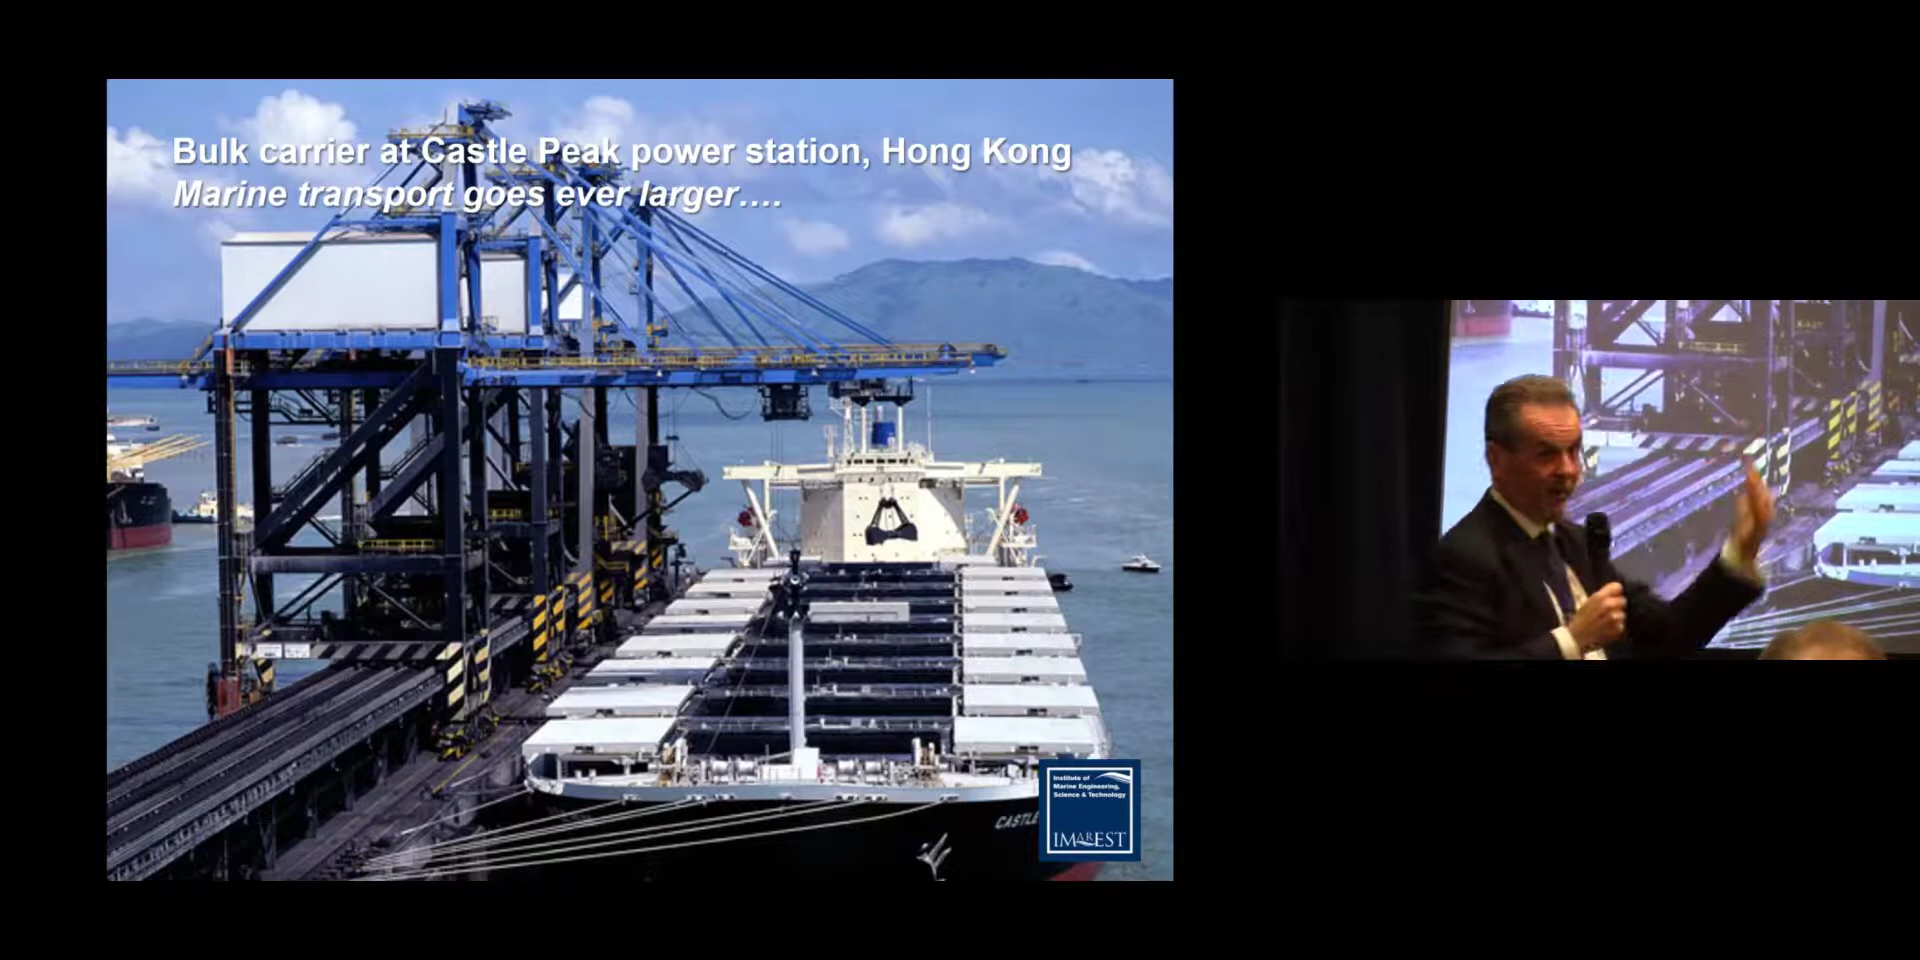 Bulk carrier at Castle Peak power station, Hong Kong
Marine transport goes ever larger....
Institute of
Marine Engineering,
Science & Technology
CASTLE
IMAREST